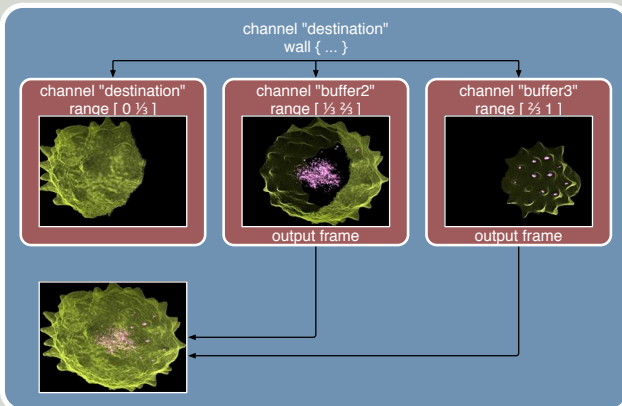 channel "destination"
wall { ... }
channel "destination"
range [ 0 ⅓ ]
channel "buffer2"
range [ ⅓ ⅔ ]
output frame
channel "buffer3"
range [ ⅔ 1 ]
output frame